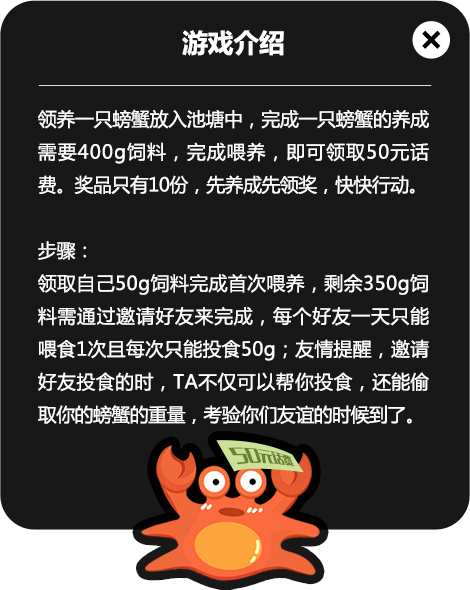 游戏介绍
领养一只螃蟹放入池塘中，完成一只螃蟹的养成
需要400g饲料，完成喂养，即可领取50元话
费。奖品只有10份，先养成先领奖，快快行动。
步骤：
领取自己50g饲料完成首次喂养，剩余350g饲
料需通过邀请好友来完成，每个好友一天只能
喂食1次且每次只能投食50g；友情提醒，邀请
好友投食的时，TA不仅可以帮你投食，还能偷
取你的螃蟹的重量，考验你们友谊的时候到了。
50元话费